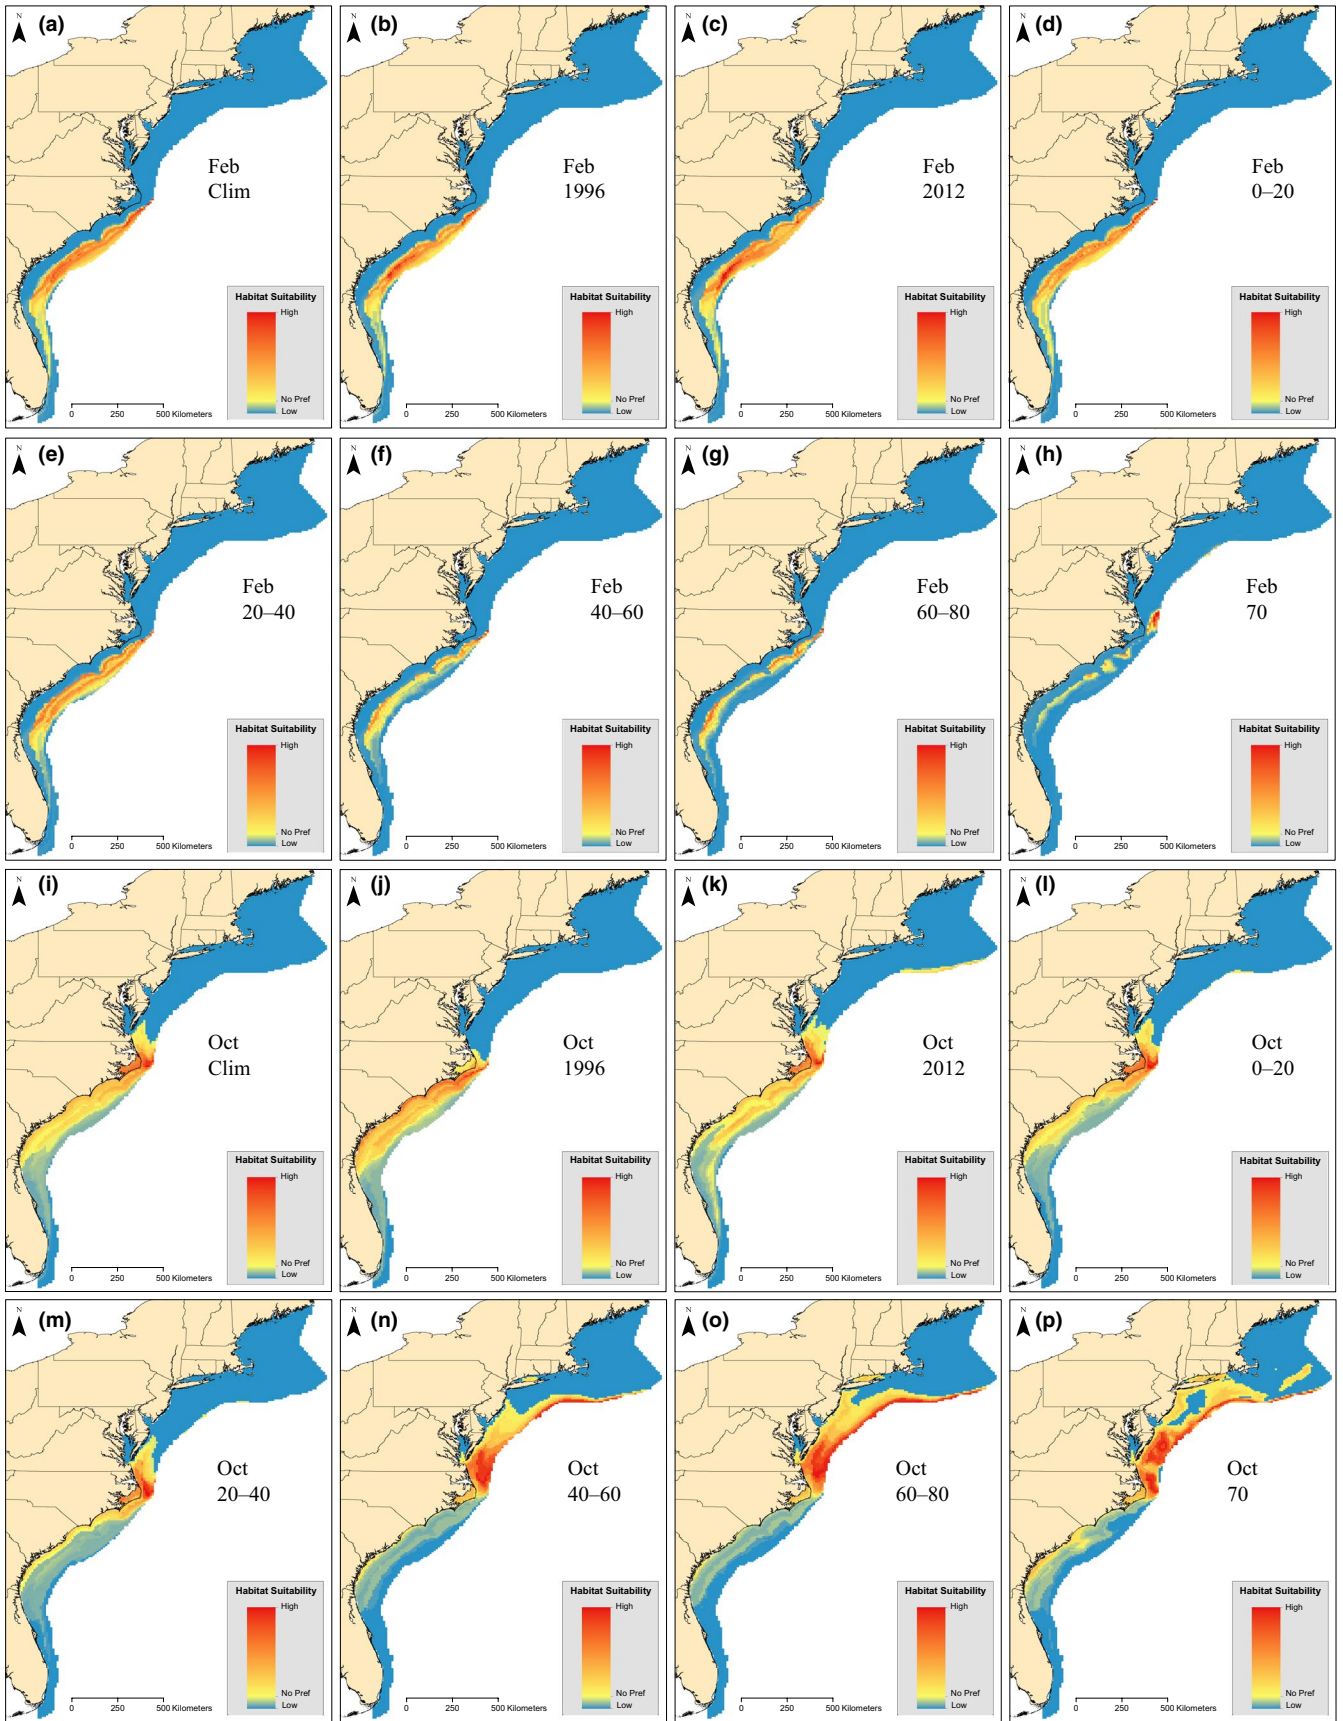 N
(a)
Feb
Clim
Habitat Suitability
High
No Pref
Low
0 250 500 Kilometers
N
(b)
Feb
1996
Habitat Suitability
High
No Pref
Low
0 250 500 Kilometers
N
(c)
Feb
2012
Habitat Suitability
High
No Pref
Low
0 250 500 Kilometers
N
(d)
Feb
0–20
Habitat Suitability
High
No Pref
Low
0 250 500 Kilometers
N
(e)
Feb
20–40
Habitat Suitability
High
No Pref
Low
0 250 500 Kilometers
N
(f)
Feb
40–60
Habitat Suitability
High
No Pref
Low
0 250 500 Kilometers
N
(g)
Feb
60–80
Habitat Suitability
High
No Pref
Low
0 250 500 Kilometers
N
(h)
Feb
70
Habitat Suitability
High
No Pref
Low
0 250 500 Kilometers
N
(i)
Oct
Clim
Habitat Suitability
High
No Pref
Low
0 250 500 Kilometers
N
(j)
Oct
1996
Habitat Suitability
High
No Pref
Low
0 250 500 Kilometers
N
(k)
Oct
2012
Habitat Suitability
High
No Pref
Low
0 250 500 Kilometers
N
(l)
Oct
0–20
Habitat Suitability
High
No Pref
Low
0 250 500 Kilometers
N
(m)
Oct
20–40
Habitat Suitability
High
No Pref
Low
0 250 500 Kilometers
N
(n)
Oct
40–60
Habitat Suitability
High
No Pref
Low
0 250 500 Kilometers
N
(o)
Oct
60–80
Habitat Suitability
High
No Pref
Low
0 250 500 Kilometers
N
(p)
Oct
70
Habitat Suitability
High
No Pref
Low
0 250 500 Kilometers